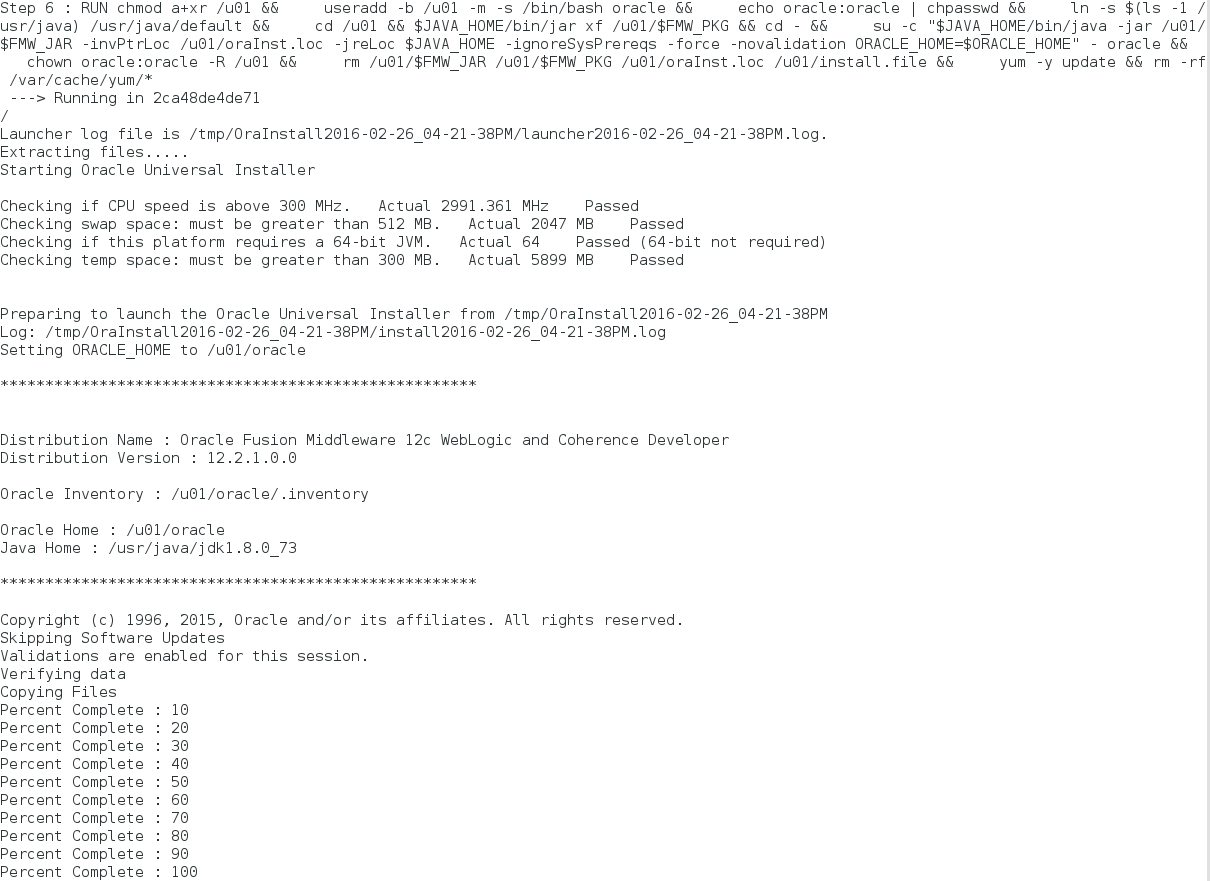 Step 6 : RUN chmod a+xr /u01 &&     useradd -b /u01 -m -s /bin/bash oracle &&     echo oracle:oracle | chpasswd &&     ln -s $(ls -1 /
usr/java) /usr/java/default &&     cd /u01 && $JAVA_HOME/bin/jar xf /u01/$FMW_PKG && cd - &&     su -c "$JAVA_HOME/bin/java -jar /u01/
$FMW_JAR -invPtrLoc /u01/oraInst.loc -jreLoc $JAVA_HOME -ignoreSysPrereqs -force -novalidation ORACLE_HOME=$ORACLE_HOME" - oracle &&
   chown oracle:oracle -R /u01 &&     rm /u01/$FMW_JAR /u01/$FMW_PKG /u01/oraInst.loc /u01/install.file &&     yum -y update && rm -rf
 /var/cache/yum/*
 ---> Running in 2ca48de4de71
/
Launcher log file is /tmp/OraInstall2016-02-26_04-21-38PM/launcher2016-02-26_04-21-38PM.log.
Extracting files.....
Starting Oracle Universal Installer

Checking if CPU speed is above 300 MHz.   Actual 2991.361 MHz    Passed
Checking swap space: must be greater than 512 MB.   Actual 2047 MB    Passed
Checking if this platform requires a 64-bit JVM.   Actual 64    Passed (64-bit not required)
Checking temp space: must be greater than 300 MB.   Actual 5899 MB    Passed

Preparing to launch the Oracle Universal Installer from /tmp/OraInstall2016-02-26_04-21-38PM
Log: /tmp/OraInstall2016-02-26_04-21-38PM/install2016-02-26_04-21-38PM.log
Setting ORACLE_HOME to /u01/oracle

*****************************************************

Distribution Name : Oracle Fusion Middleware 12c WebLogic and Coherence Developer
Distribution Version : 12.2.1.0.0

Oracle Inventory : /u01/oracle/.inventory

Oracle Home : /u01/oracle
Java Home : /usr/java/jdk1.8.0_73

*****************************************************

Copyright (c) 1996, 2015, Oracle and/or its affiliates. All rights reserved.
Skipping Software Updates
Validations are enabled for this session.
Verifying data
Copying Files
Percent Complete : 10
Percent Complete : 20
Percent Complete : 30
Percent Complete : 40
Percent Complete : 50
Percent Complete : 60
Percent Complete : 70
Percent Complete : 80
Percent Complete : 90
Percent Complete : 100